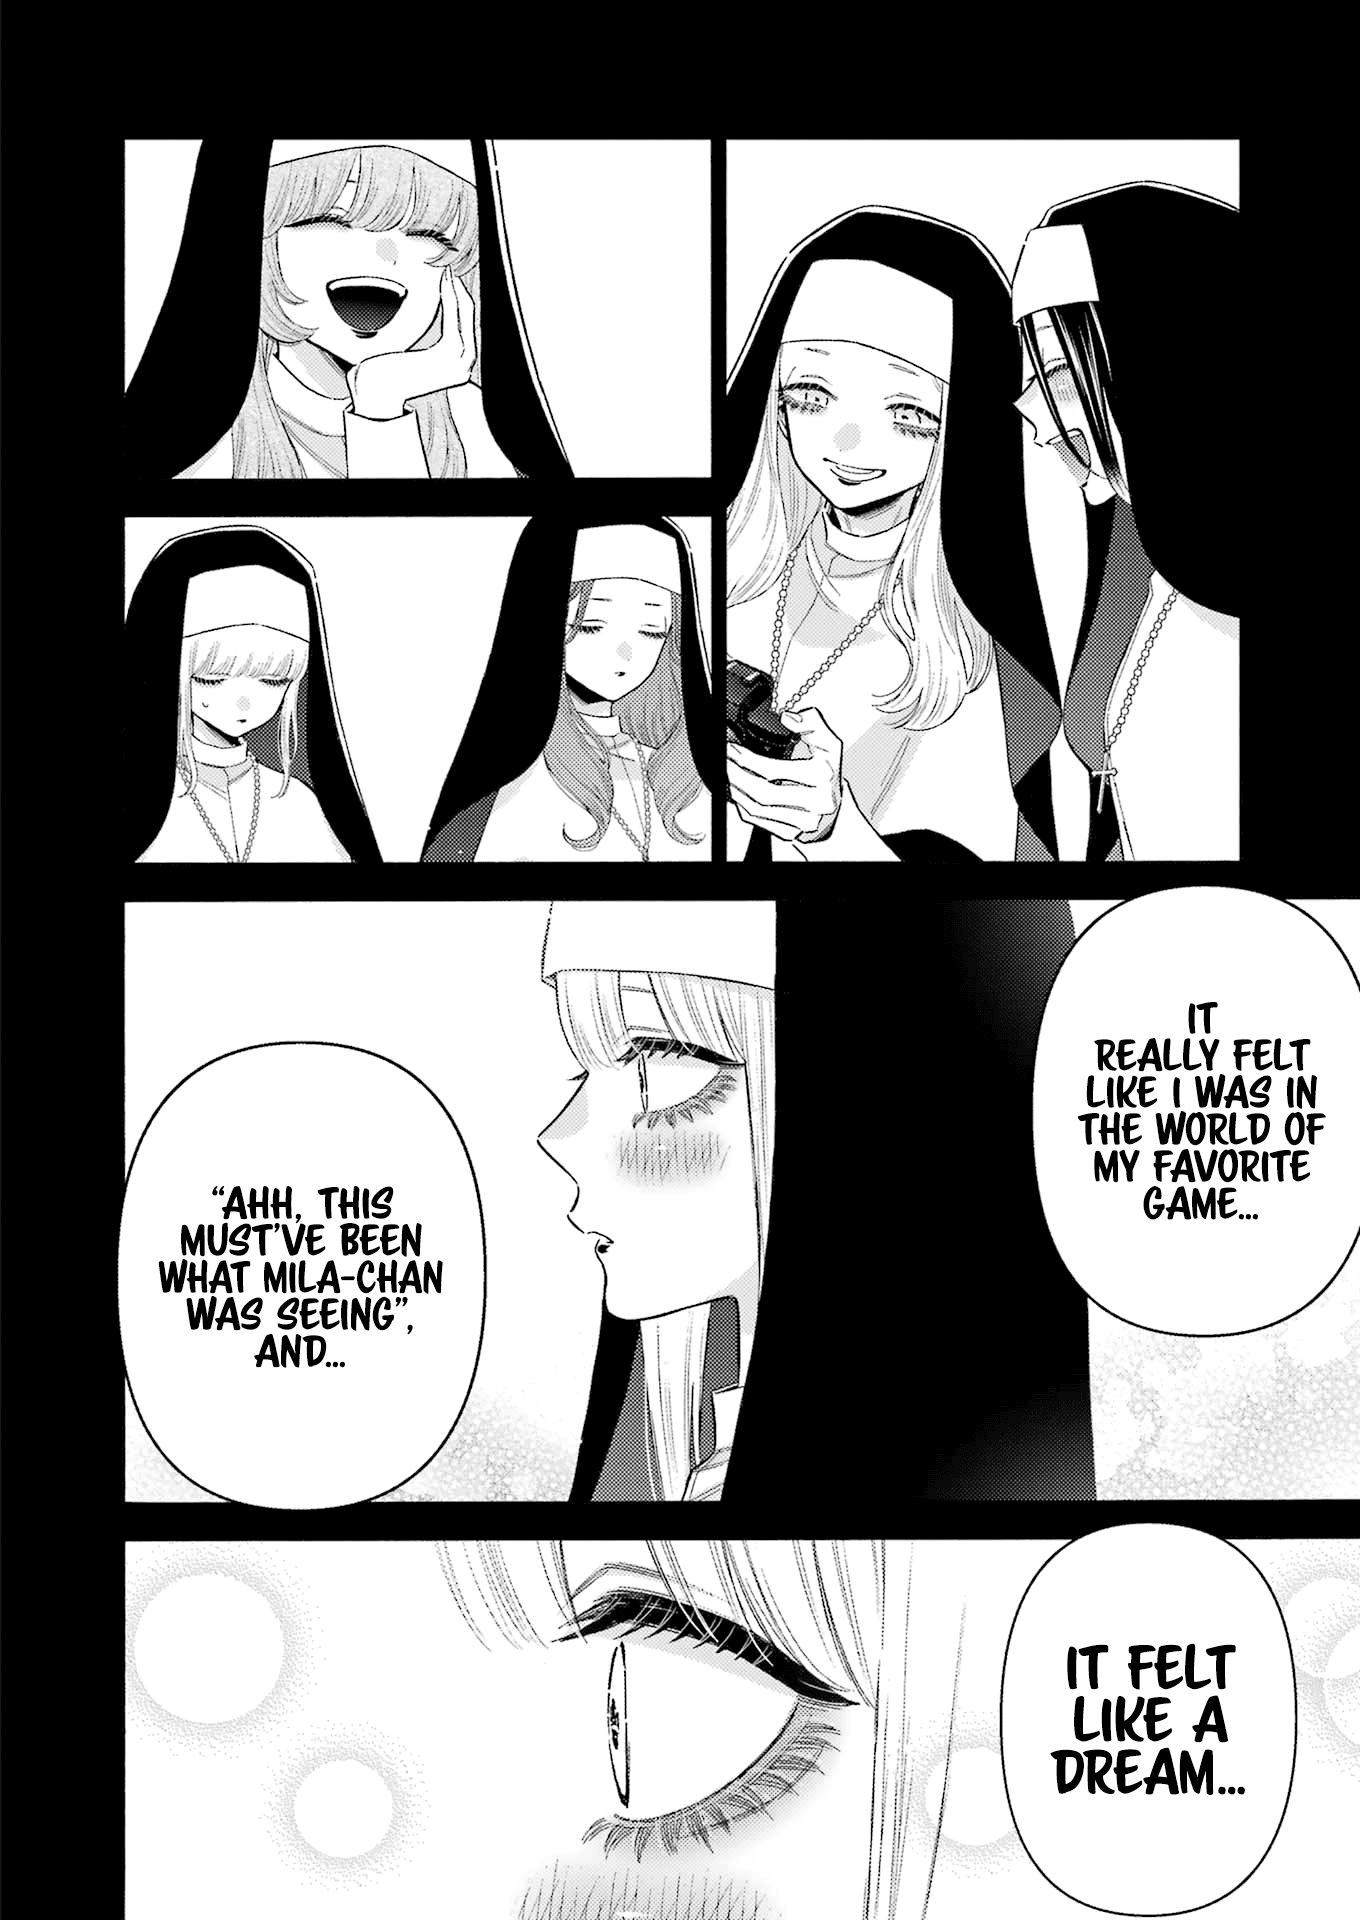 IT
REALLY FELT
LIKE I WAS IN
THE WORLD OF
MY FAVORITE
GAME...
“AHH, THIS
MUST’VE BEEN
WHAT MILA-CHAN
WAS SEEING”,
AND...
IT FELT
LIKE A
DREAM...